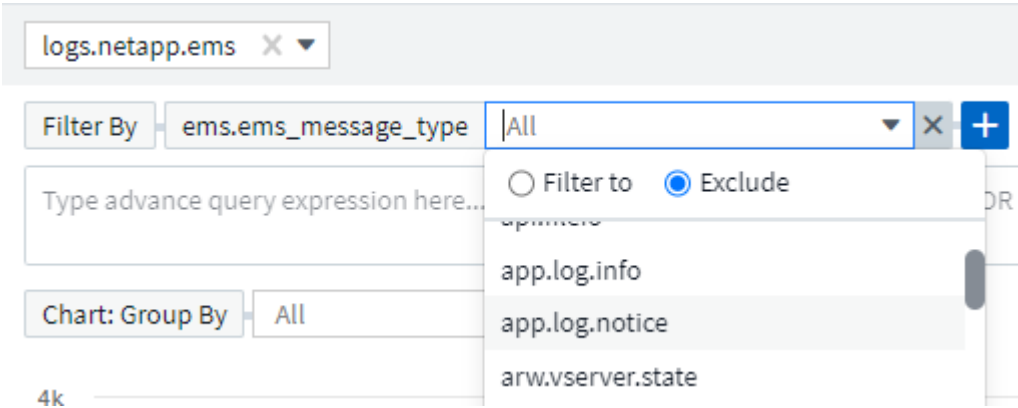 logs.netapp.ems
Filter By ems.ems_message_type All
Filter to Exclude
Type advance query expression here... OR
app.log.info
Chart: Group By All
app.log.notice
arw.vserver.state
4k